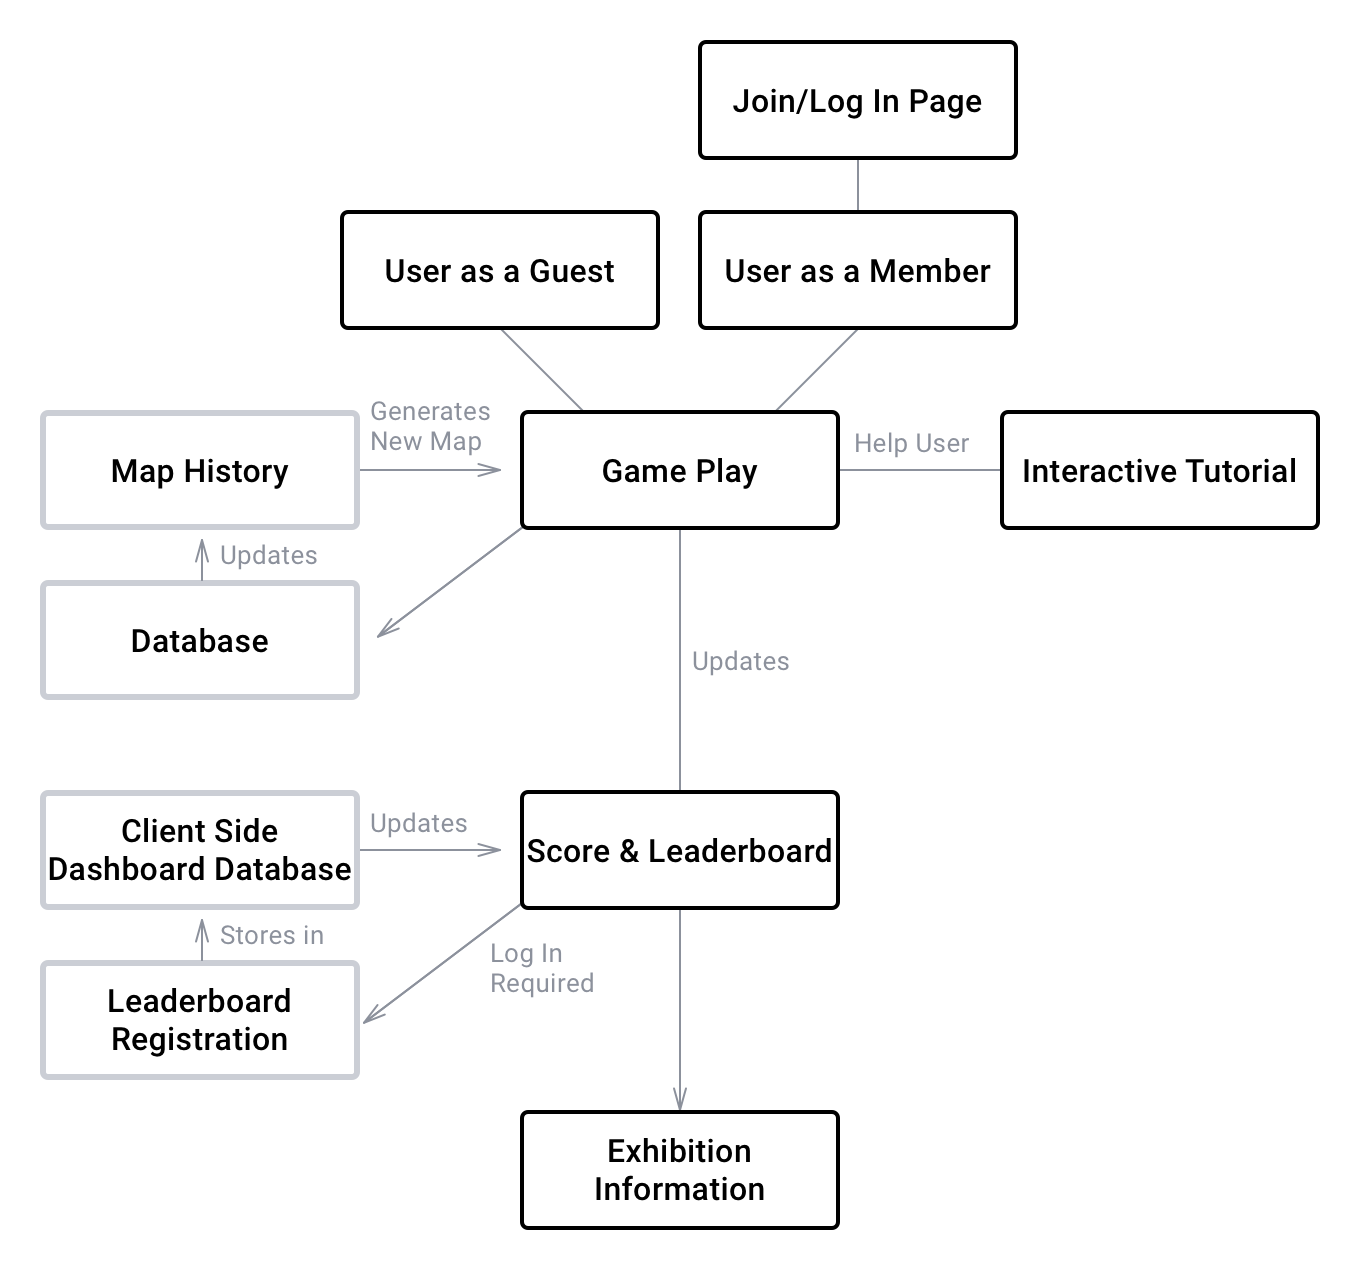 Join/Log In Page
User as a Guest
User as a Member
Generates
New Map
Map History
Game Play
Help User
Interactive Tutorial
Updates
Database
Updates
Client Side
Dashboard Database
Updates
Score & Leaderboard
Stores in
Log In
Required
Leaderboard
Registration
Exhibition
Information